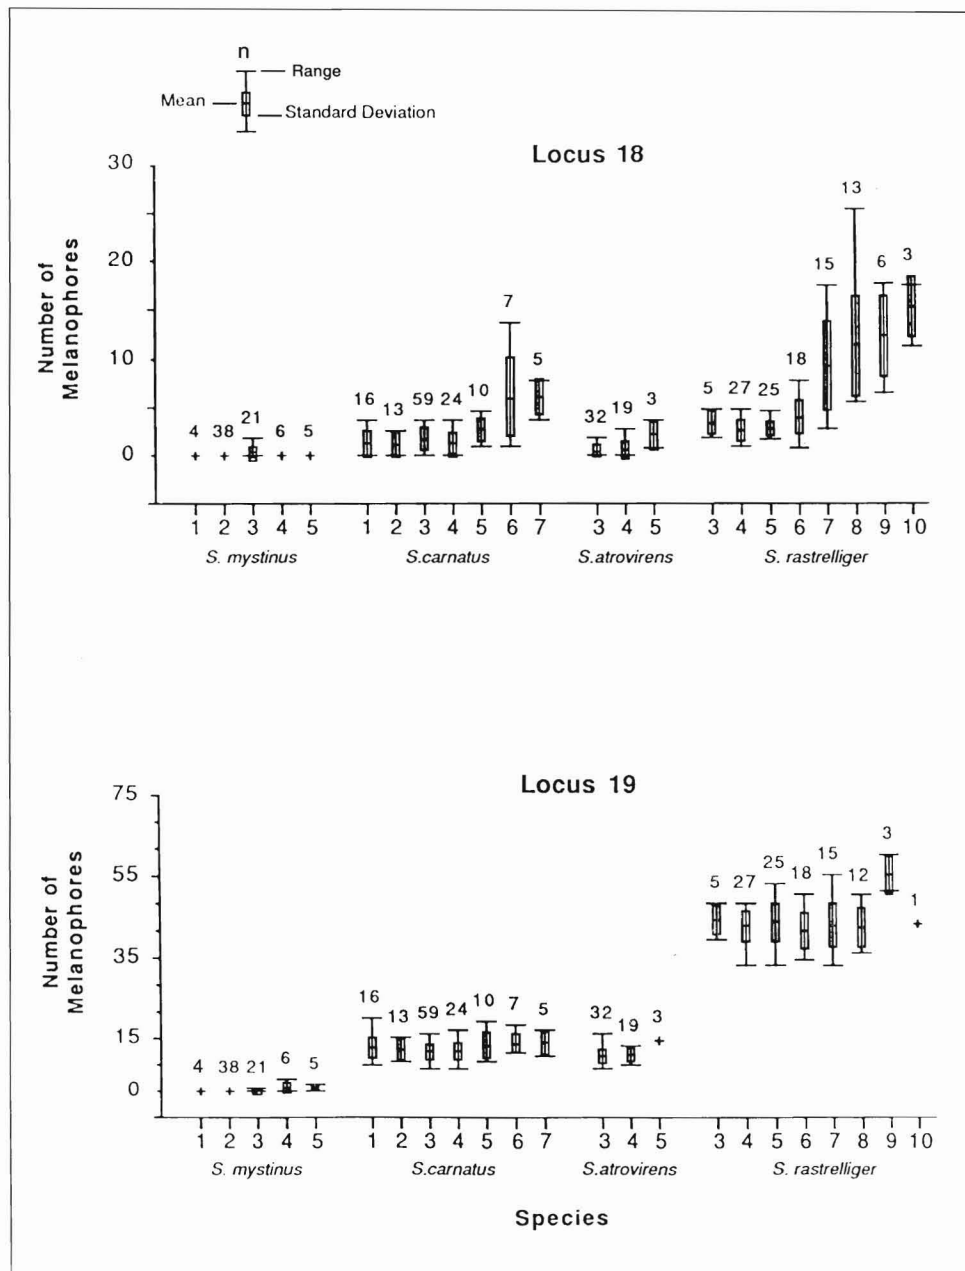 n
Range
Mean
Standard Deviation
Locus 18
Number of
Melanophores
30
20
10
0
4 38 21 6 5
16 13 59 24 10 7 5
32 19 3
5 27 25 18 15 13 6 3
1 2 3 4 5 1 2 3 4 5 6 7 3 4 5 3 4 5 6 7 8 9 10
S. mystinus S.carnatus S.atrovirens S. rastrelliger
Locus 19
Number of
Melanophores
75
55
35
15
0
4 38 21 6 5
16 13 59 24 10 7 5
32 19 3
5 27 25 18 15 12 3 1
1 2 3 4 5 1 2 3 4 5 6 7 3 4 5 3 4 5 6 7 8 9 10
S. mystinus S.carnatus S.atrovirens S. rastrelliger
Species